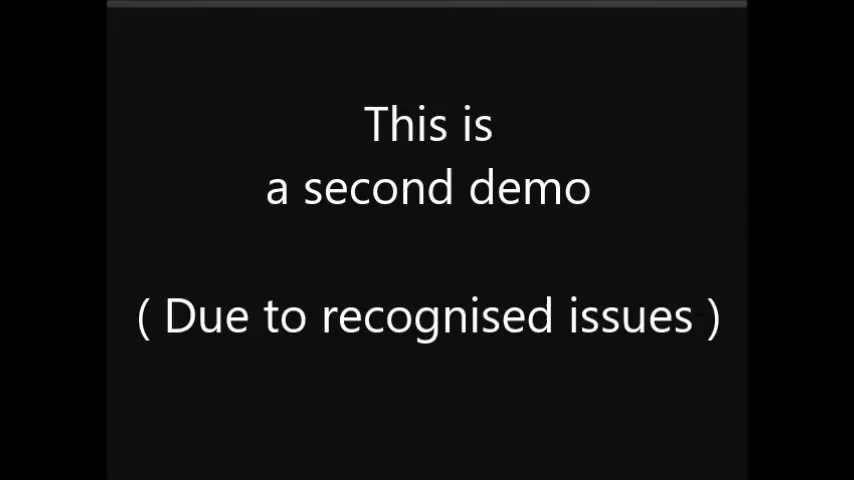 This is
a second demo
( Due to recognised issues )